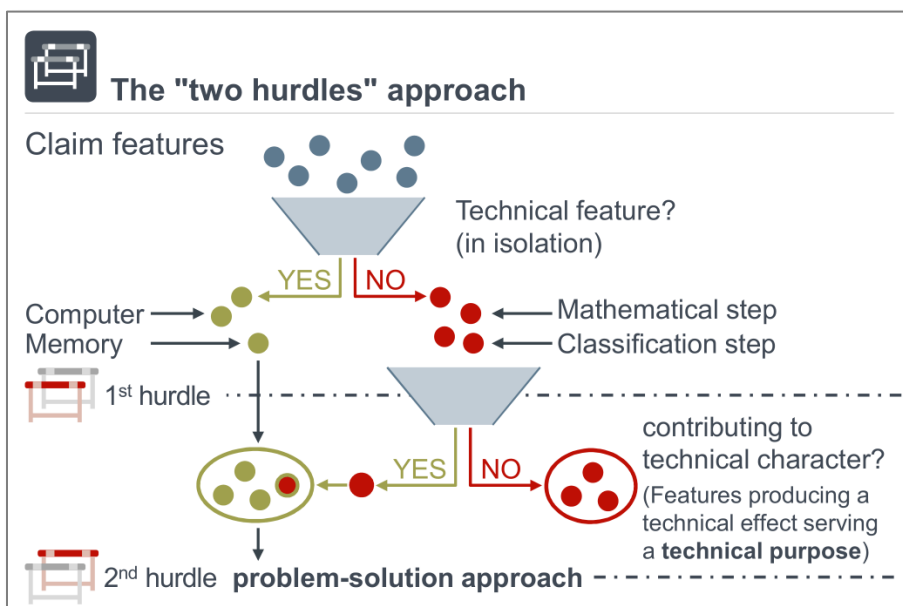 The "two hurdles" approach
Claim features
Technical feature?
(in isolation)
YES
NO
Computer
Memory
Mathematical step
Classification step
1st hurdle
contributing to
technical character?
(Features producing a
technical effect serving
a technical purpose)
YES
NO
2nd hurdle problem-solution approach